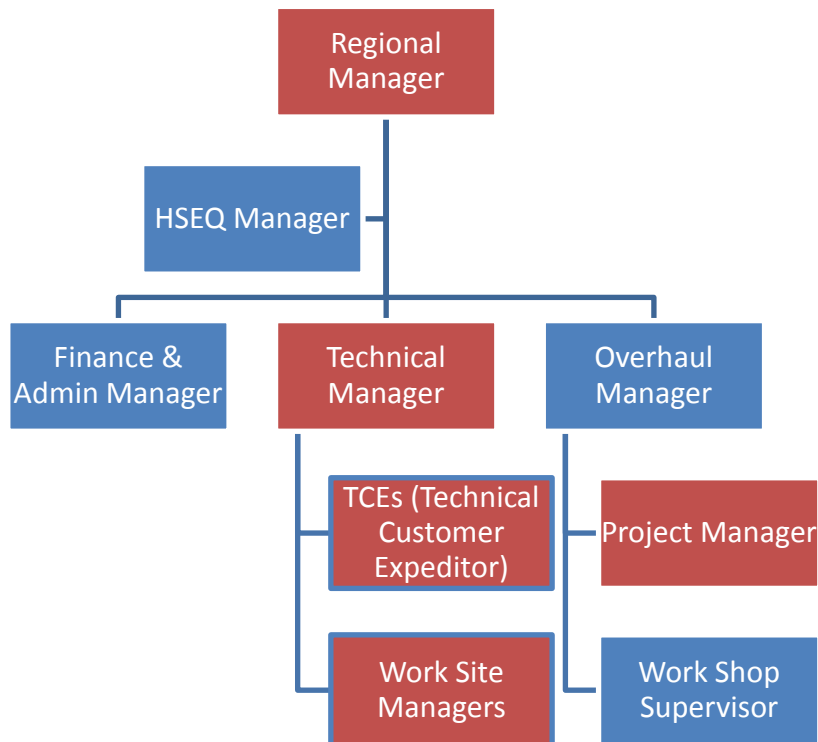 Regional
Manager
HSEQ Manager
Finance &
Admin Manager
Technical
Manager
Overhaul
Manager
TCEs (Technical
Customer
Expeditor)
Project Manager
Work Site
Managers
Work Shop
Supervisor